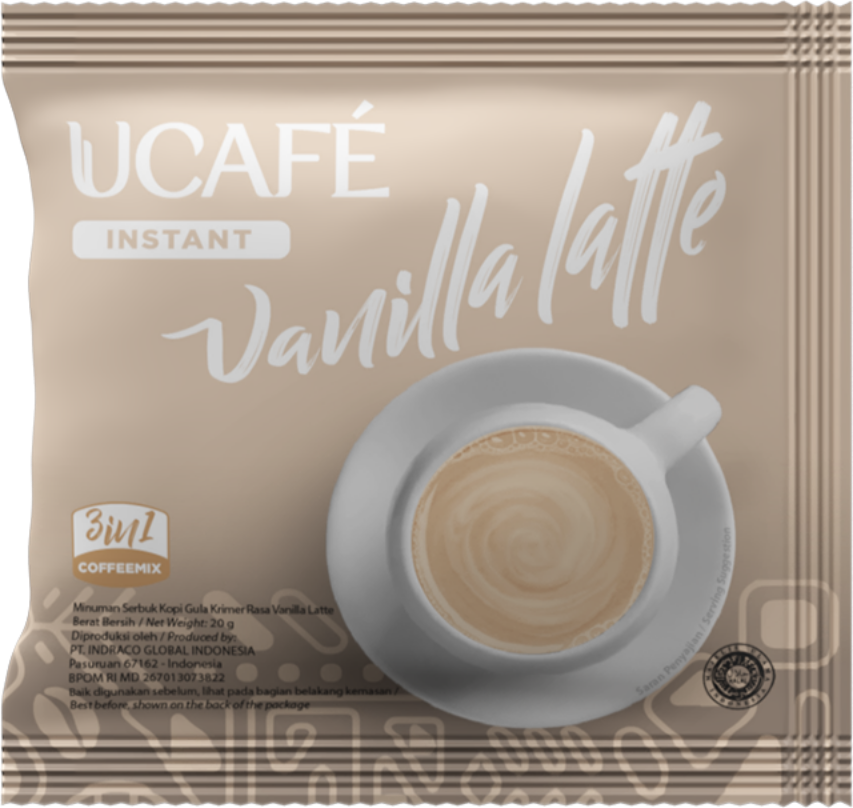 UCAFÉ
INSTANT
Vanilla latte
3in1
COFFEEMIX
Minuman Serbuk Kopi Gula Krimer Rasa Vanilla Latte
Berat Bersih / Net Weight: 20 g
Diproduksi oleh / Produced by:
PT. INDRACO GLOBAL INDONESIA
Pasuruan 67162 - Indonesia
BPOM RI MD 267013073822
Baik digunakan sebelum, lihat pada bagian belakang kemasan /
Best before, shown on the back of the package
Saran Penyajian / Serving Suggestion